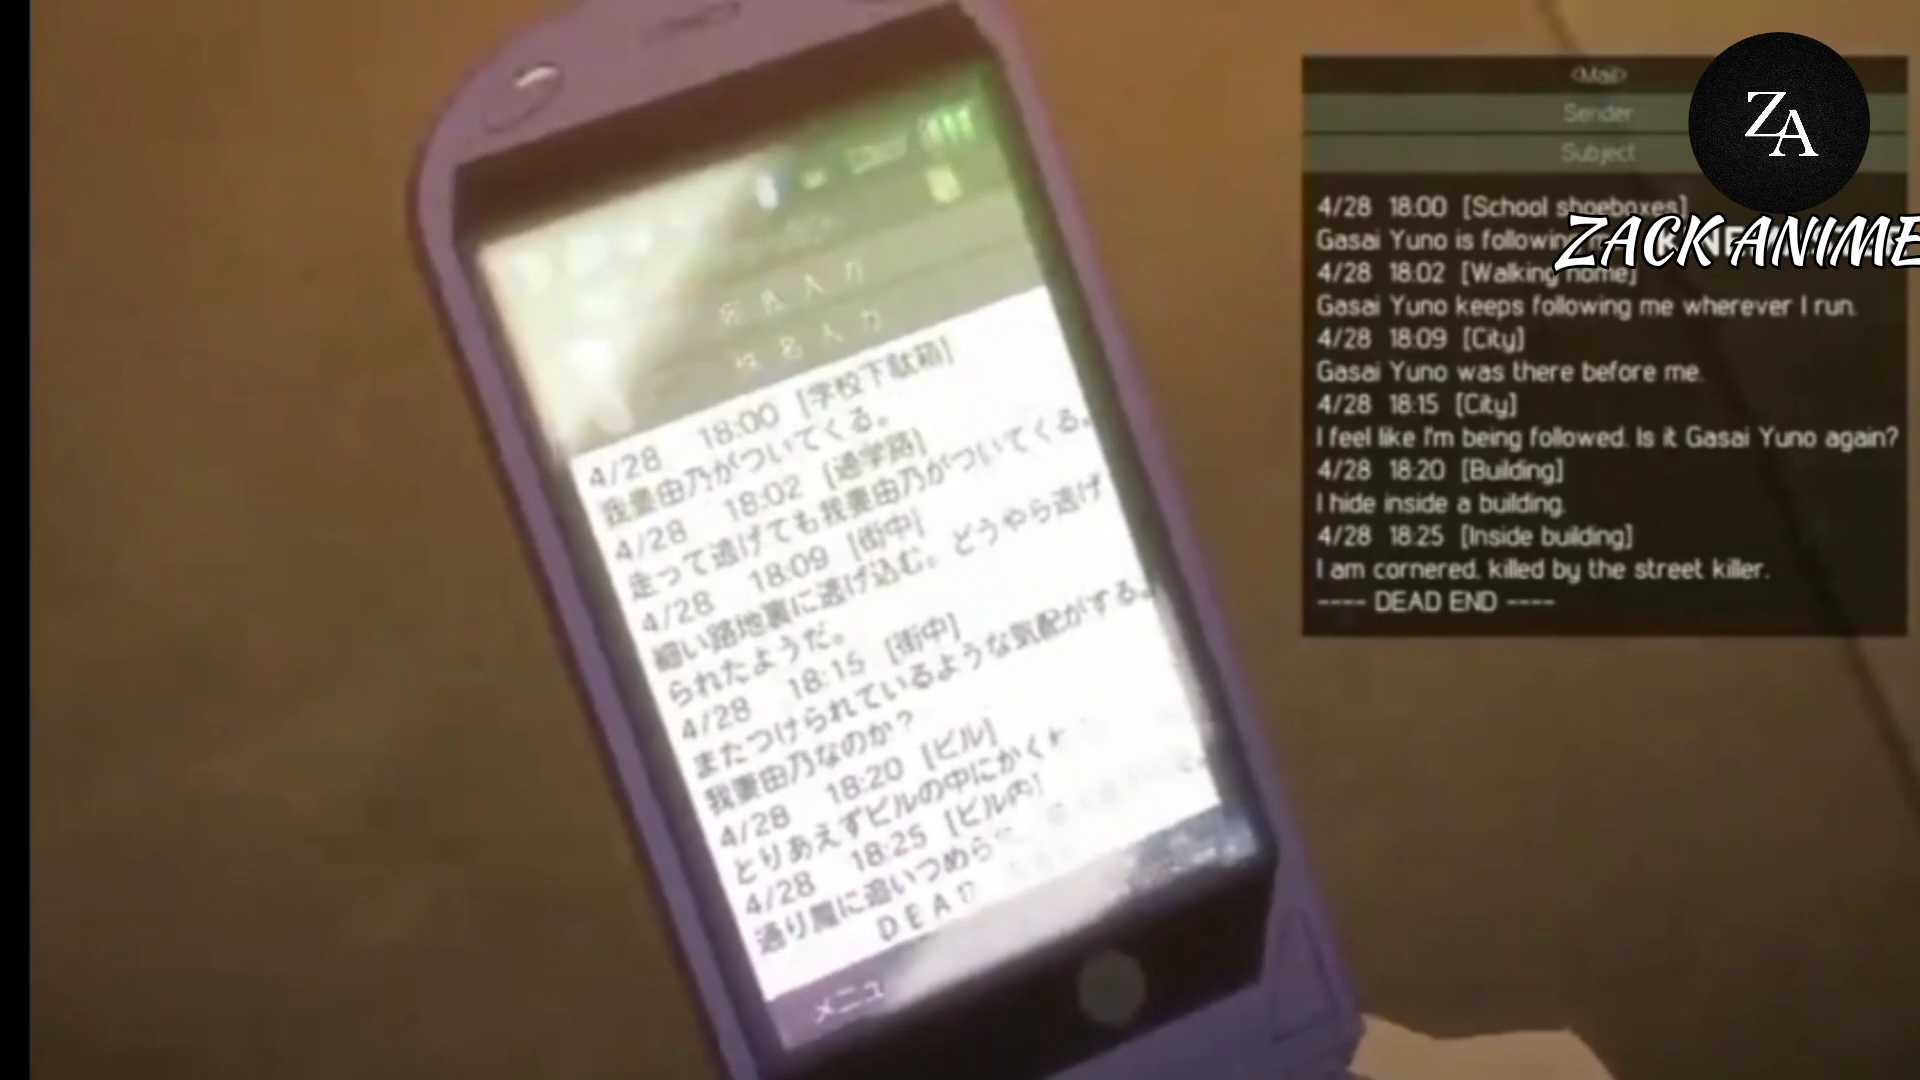 宛先入力
件名入力
4/28 18:00 [学校下駄箱]
我妻由乃がついてくる。
4/28 18:02 [通学路]
走って逃げても我妻由乃がついてくる。
4/28 18:09 [街中]
細い路地裏に逃げ込む。どうやら逃げ
られたようだ。
4/28 18:15 [街中]
またつけられているような気配がする。
我妻由乃なのか?
4/28 18:20 [ビル]
とりあえずビルの中にかくれ
4/28 18:25 [ビル内]
通り魔に追いつめら
DEAD
メニュ
<Mail>
Sender
Subject
4/28 18:00 [School shoeboxes]
Gasai Yuno is following
4/28 18:02 [Walking home]
Gasai Yuno keeps following me wherever I run.
4/28 18:09 [City]
Gasai Yuno was there before me.
4/28 18:15 [City]
I feel like I'm being followed. Is it Gasai Yuno again?
4/28 18:20 [Building]
I hide inside a building.
4/28 18:25 [Inside building]
I am cornered, killed by the street killer.
---- DEAD END ----
ZA
ZACK ANIME